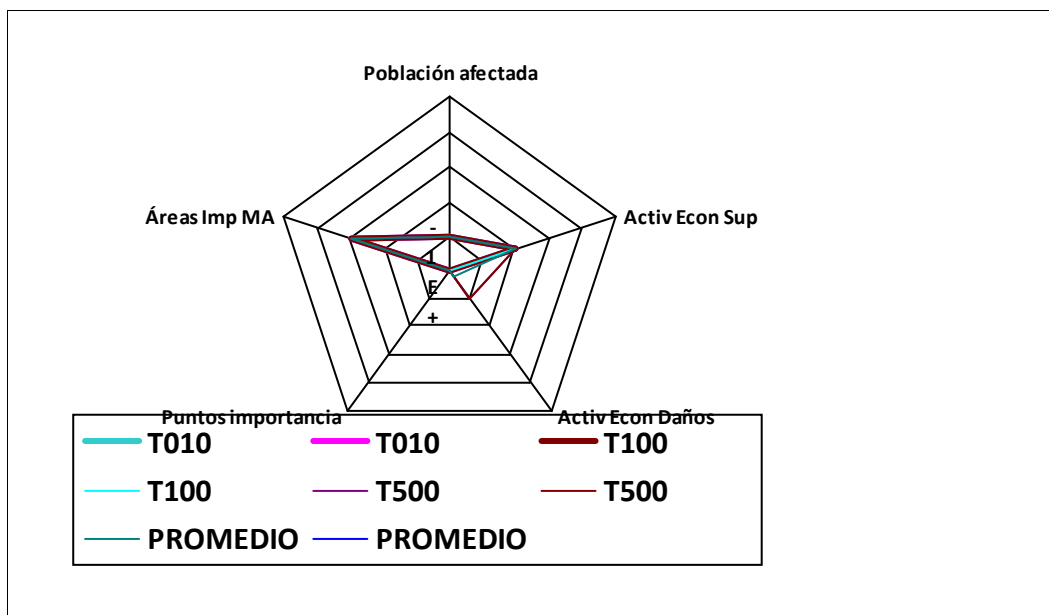 Población afectada
Áreas Imp MA
Activ Econ Sup
-
1
E
+
Puntos importancia
Activ Econ Daños
T010 T010 T100
T100 T500 T500
PROMEDIO PROMEDIO